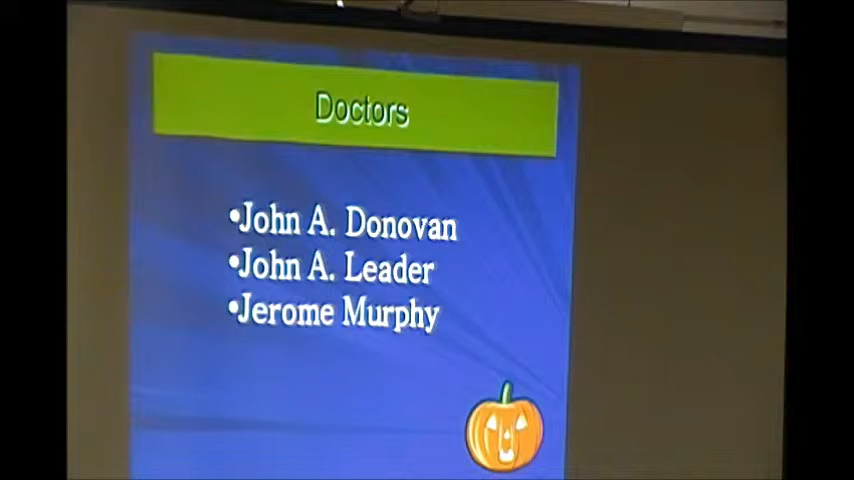 Doctors
•John A. Donovan
•John A. Leader
•Jerome Murphy